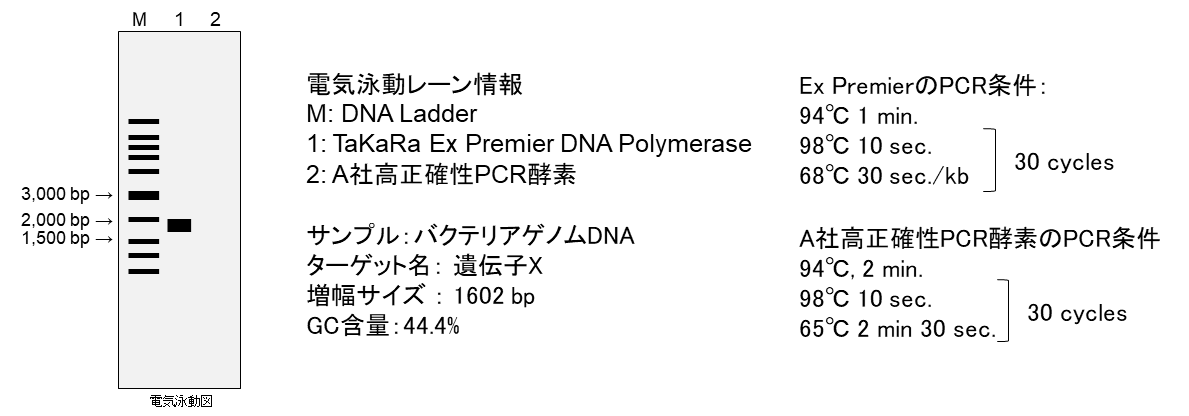 M 1 2
3,000 bp →
2,000 bp →
1,500 bp →
電気泳動図
電気泳動レーン情報
M: DNA Ladder
1: TaKaRa Ex Premier DNA Polymerase
2: A社高正確性PCR酵素
サンプル：バクテリアゲノムDNA
ターゲット名： 遺伝子X
増幅サイズ ： 1602 bp
GC含量：44.4%
Ex PremierのPCR条件：
94℃ 1 min.
98℃ 10 sec.
68℃ 30 sec./kb
30 cycles
A社高正確性PCR酵素のPCR条件
94℃, 2 min.
98℃ 10 sec.
65℃ 2 min 30 sec.
30 cycles